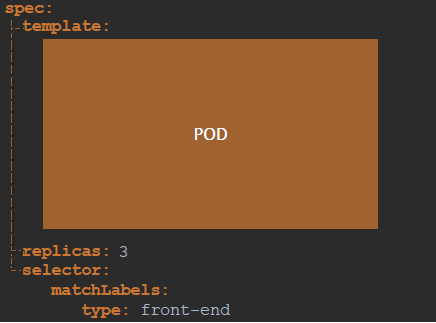 spec:
template:
POD
replicas: 3
selector:
matchLabels:
type: front-end